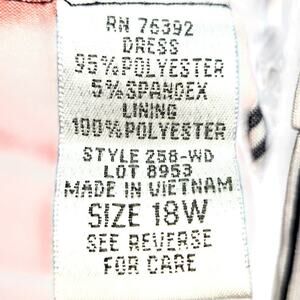 RN 75392
DRESS
95% POLYESTER
5% SPANDEX
LINING
100% POLYESTER
STYLE 258-WD
LOT 8953
MADE IN VIETNAM
SIZE 18W
SEE REVERSE
FOR CARE